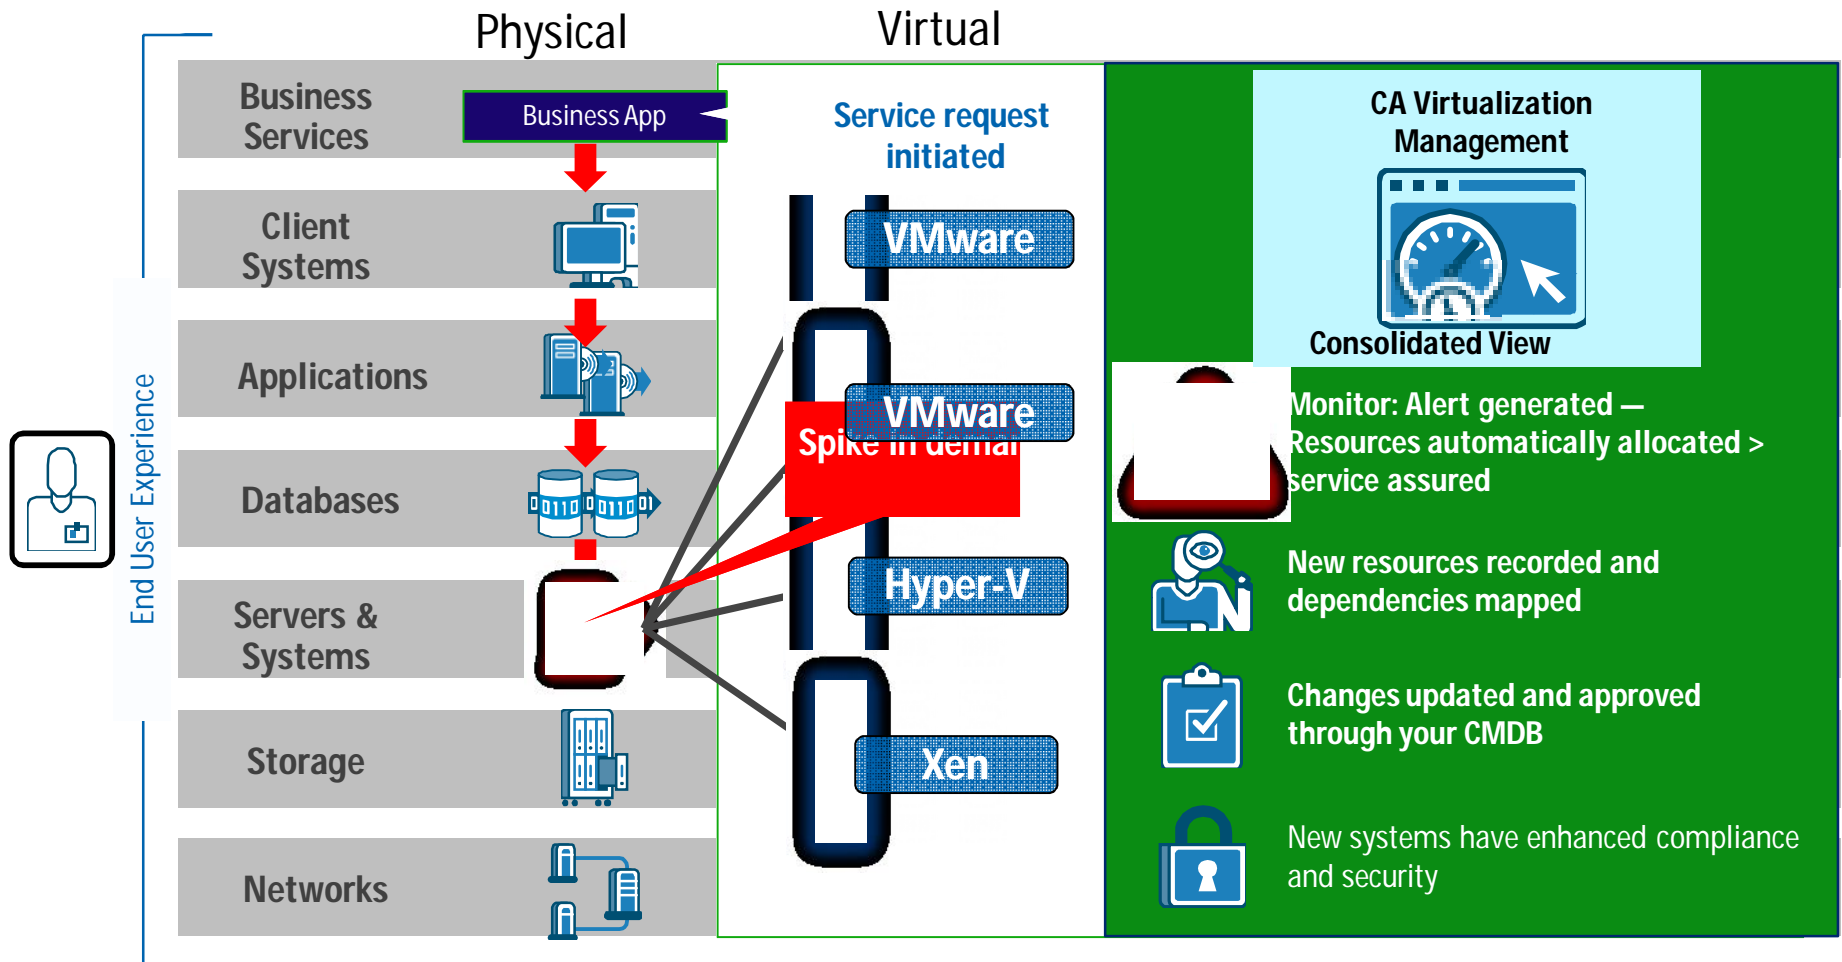 Physical
Virtual
Business
Services
Business App
Client
Systems
Applications
Databases
Servers &
Systems
Storage
Networks
End User Experience
Service request
initiated
VMware
VMware
Spike in
Hyper-V
Xen
CA Virtualization
Management
Consolidated View
Monitor: Alert generated —
Resources automatically allocated >
service assured
New resources recorded and
dependencies mapped
Changes updated and approved
through your CMDB
New systems have enhanced compliance
and security